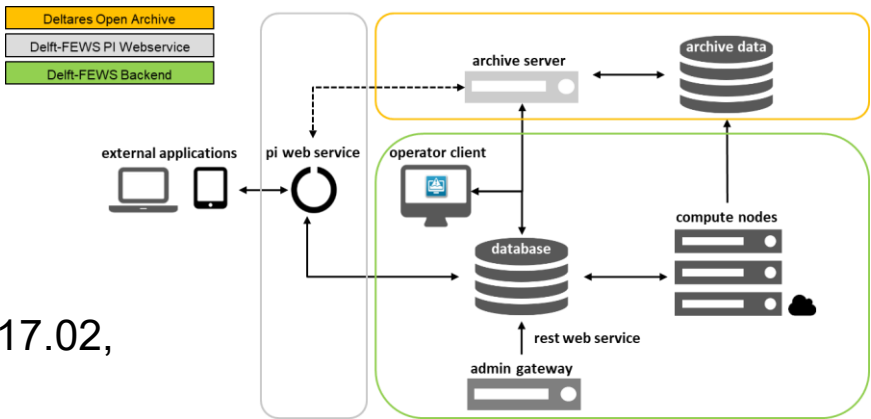 Deltares Open Archive
Delft-FEWS PI Webservice
Delft-FEWS Backend
archive server
archive data
external applications
pi web service
operator client
compute nodes
database
17.02,
rest web service
admin gateway